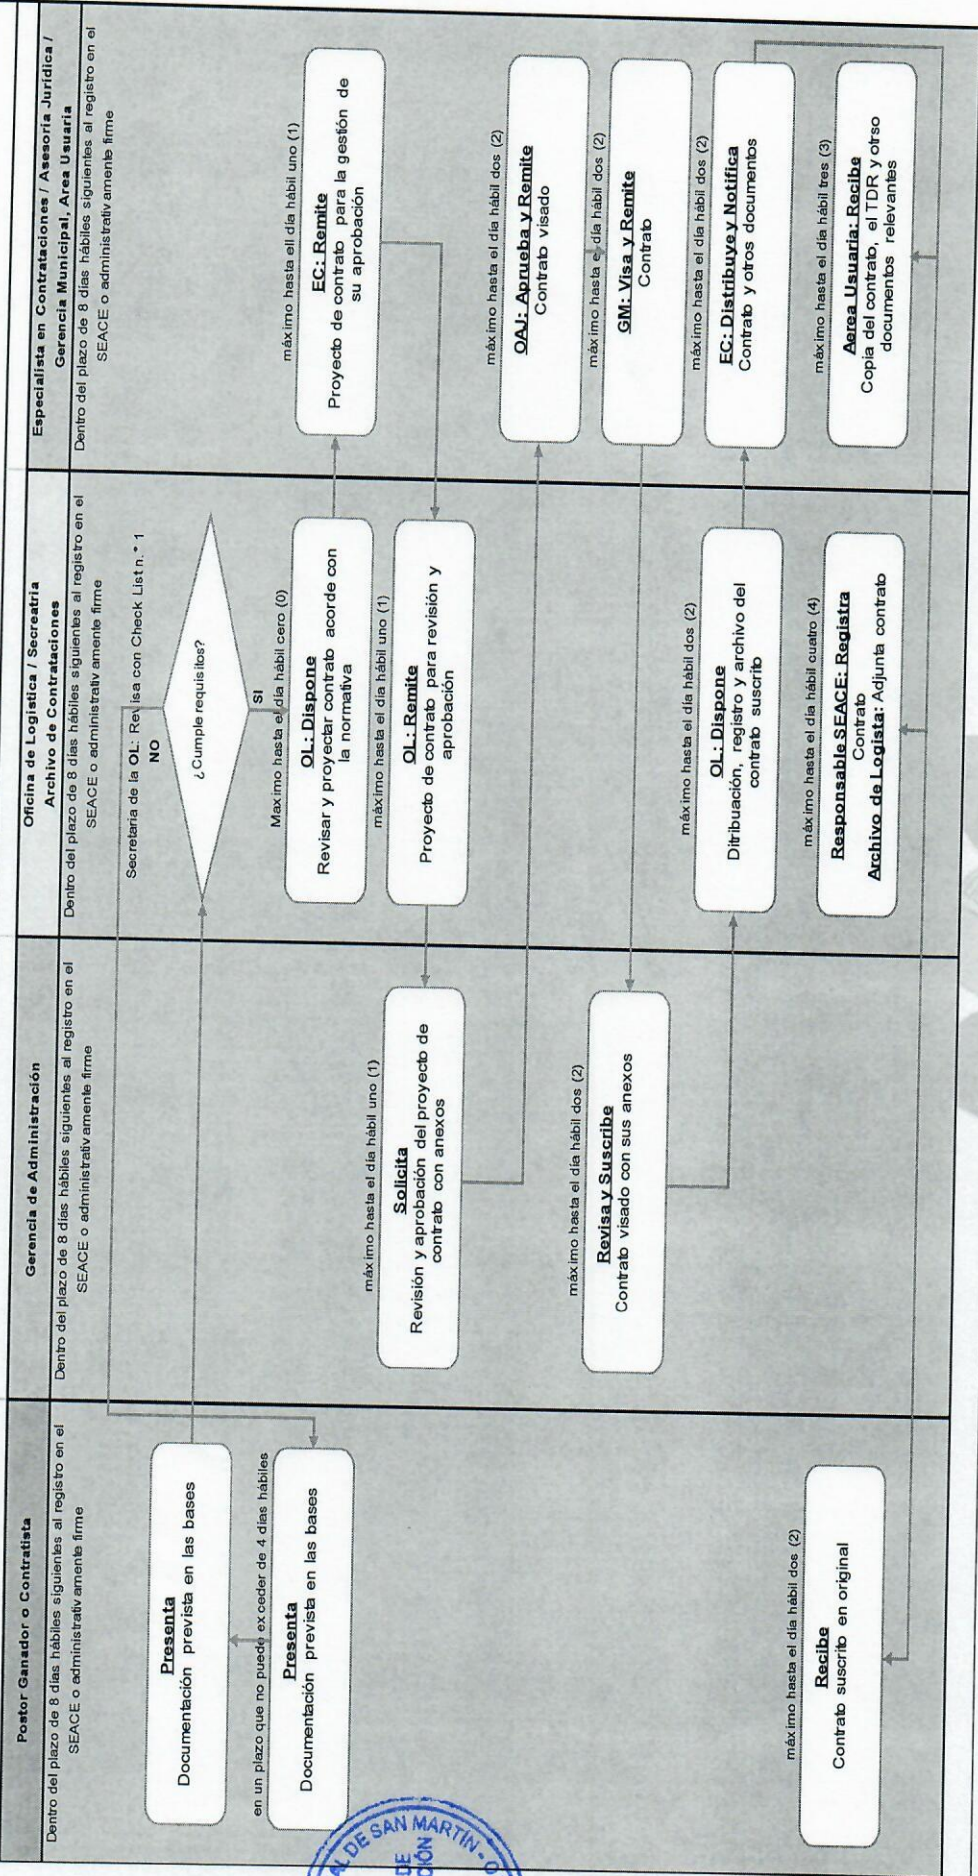 Postor Ganador o Contratista
Dentro del plazo de 8 días hábiles siguientes al registro en el
SEACE o administrativamente firme
Presenta
Documentación prevista en las bases
en un plazo que no puede exceder de 4 dias hábiles
Presenta
Documentación prevista en las bases
máximo hasta el día hábil dos (2)
Recibe
Contrato suscrito en original
Gerencia de Administración
Dentro del plazo de 8 días hábiles siguientes al registro en el
SEACE o administrativamente firme
máximo hasta el día hábil uno (1)
Solicita
Revisión y aprobación del proyecto de
contrato con anexos
máximo hasta el día hábil dos (2)
Revisa y Suscribe
Contrato visado con sus anexos
Oficina de Logística / Secreatria
Archivo de Contrataciones
Dentro del plazo de 8 días hábiles siguientes al registro en el
SEACE o administrativamente firme
Secretaria de la OL: Revisa con Check List n.° 1
NO
¿Cumple requisitos?
SI
Maximo hasta el día hábil cero (0)
OL: Dispone
Revisar y proyectar contrato acorde con
la normativa
máximo hasta el día hábil uno (1)
OL: Remite
Proyecto de contrato para revisión y
aprobación
máximo hasta el día hábil dos (2)
OL: Dispone
Ditribuación, registro y archivo del
contrato suscrito
máximo hasta el día hábil cuatro (4)
Responsable SEACE: Registra
Contrato
Archivo de Logista: Adjunta contrato
Especialista en Contrataciones / Asesoría Jurídica /
Gerencia Municipal, Area Usuaria
Dentro del plazo de 8 días hábiles siguientes al registro en el
SEACE o administrativamente firme
máximo hasta ell día hábil uno (1)
EC: Remite
Proyecto de contrato para la gestión de
su aprobación
máximo hasta el día hábil dos (2)
OAJ: Aprueba y Remite
Contrato visado
máximo hasta el día hábil dos (2)
GM: Visa y Remite
Contrato
máximo hasta el día hábil dos (2)
EC: Distribuye y Notifica
Contrato y otros documentos
máximo hasta el día hábil tres (3)
Aerea Usuaria: Recibe
Copia del contrato, el TDR y otrso
documentos relevantes
AL DE SAN MARTÍN - O
DE
CIÓN